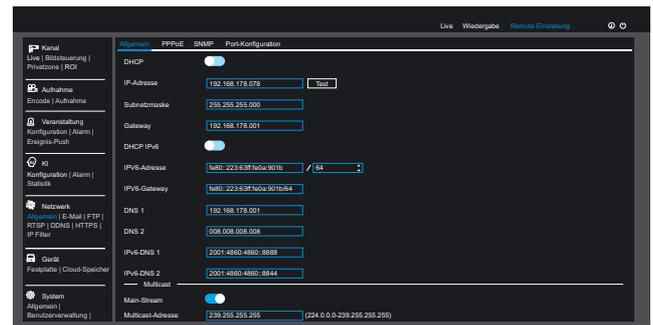 Live Wiedergabe Remote Einstellung
Kanal
Live | Bildsteuerung |
Privatzone | ROI
Aufnahme
Encode | Aufnahme
Veranstaltung
Konfiguration | Alarm |
Ereignis-Push
KI
Konfiguration | Alarm |
Statistik
Netzwerk
Allgemein | E-Mail | FTP |
RTSP | DDNS | HTTPS |
IP Filter
Gerät
Festplatte | Cloud-Speicher
System
Allgemein |
Benutzerverwaltung |
Allgemein PPPoE SNMP Port-Konfiguration
DHCP
IP-Adresse 192.168.178.078 Test
Subnetzmaske 255.255.255.000
Gateway 192.168.178.001
DHCP IPv6
IPV6-Adresse fe80::223:63ff:fe0a:901b / 64
IPV6-Gateway fe80::223:63ff:fe0a:901b/64
DNS 1 192.168.178.001
DNS 2 008.008.008.008
IPv6-DNS 1 2001:4860:4860::8888
IPv6-DNS 2 2001:4860:4860::8844
Multicast
Main-Stream
Multicast-Adresse 239.255.255.255 (224.0.0.0-239.255.255.255)